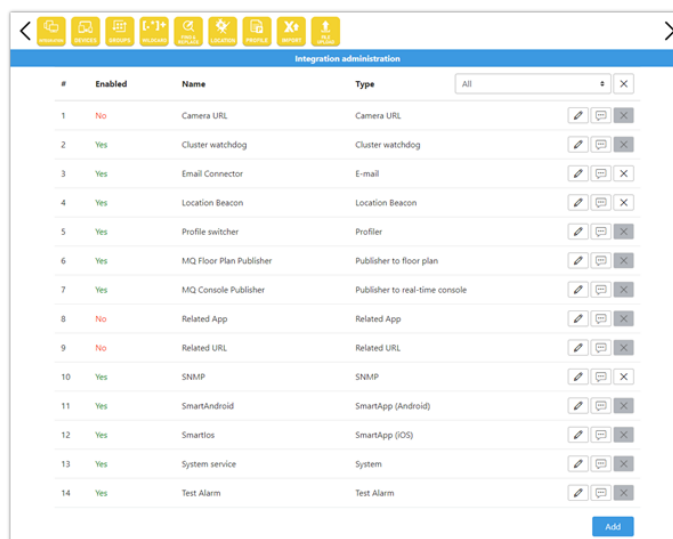 INTEGRATION DEVICES GROUPS [.*]+ WILDCARD FIND & REPLACE LOCATION PROFILE IMPORT FILE UPLOAD
Integration administration
# Enabled Name Type All
1 No Camera URL Camera URL
2 Yes Cluster watchdog Cluster watchdog
3 Yes Email Connector E-mail
4 Yes Location Beacon Location Beacon
5 Yes Profile switcher Profiler
6 Yes MQ Floor Plan Publisher Publisher to floor plan
7 Yes MQ Console Publisher Publisher to real-time console
8 No Related App Related App
9 No Related URL Related URL
10 Yes SNMP SNMP
11 Yes SmartAndroid SmartApp (Android)
12 Yes SmartIos SmartApp (iOS)
13 Yes System service System
14 Yes Test Alarm Test Alarm
Add